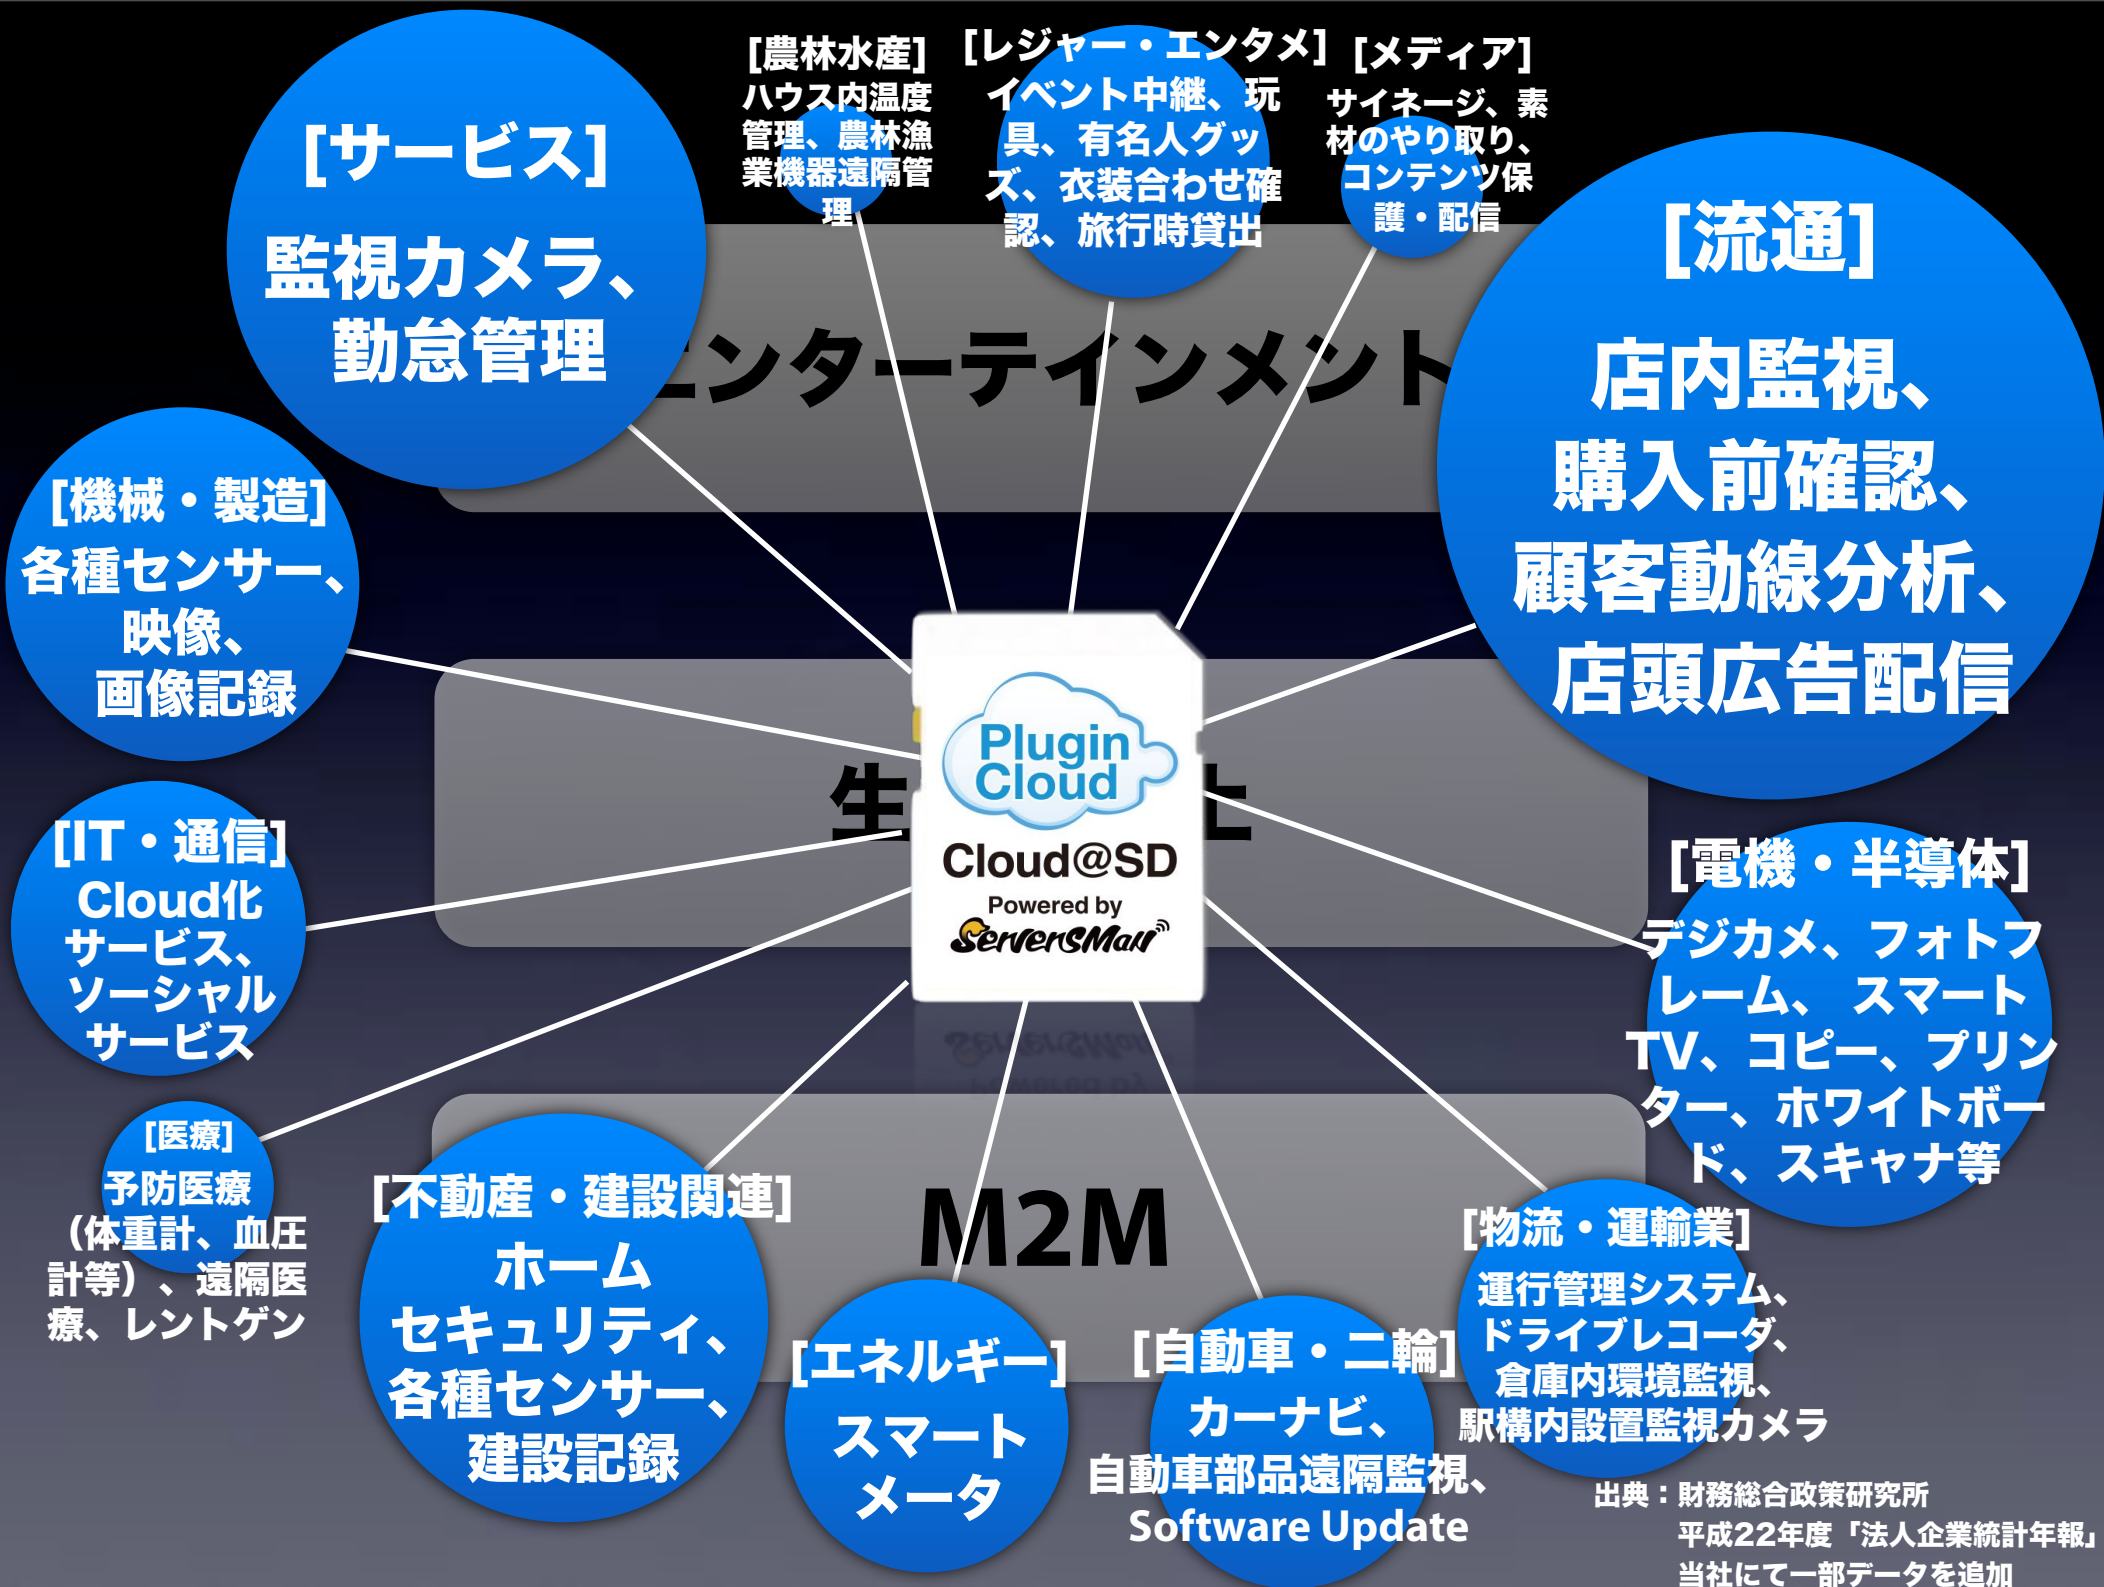 [サービス]
監視カメラ、
勤怠管理
[農林水産]
ハウス内温度
管理、農林漁
業機器遠隔管
理
[レジャー・エンタメ]
イベント中継、玩
具、有名人グッ
ズ、衣装合わせ確
認、旅行時貸出
[メディア]
サイネージ、素
材のやり取り、
コンテンツ保
護・配信
[流通]
店内監視、
購入前確認、
顧客動線分析、
店頭広告配信
エンターテインメント
[機械・製造]
各種センサー、
映像、
画像記録
Plugin
Cloud
Cloud@SD
Powered by
ServersMan
生
上
[IT・通信]
Cloud化
サービス、
ソーシャル
サービス
[電機・半導体]
デジカメ、フォトフ
レーム、 スマート
TV、コピー、プリン
ター、ホワイトボー
ド、スキャナ等
[医療]
予防医療
（体重計、血圧
計等）、遠隔医
療、レントゲン
[不動産・建設関連]
ホーム
セキュリティ、
各種センサー、
建設記録
M2M
[エネルギー]
スマート
メータ
[自動車・二輪]
カーナビ、
自動車部品遠隔監視、
Software Update
[物流・運輸業]
運行管理システム、
ドライブレコーダ、
倉庫内環境監視、
駅構内設置監視カメラ
出典：財務総合政策研究所
平成22年度「法人企業統計年報」
当社にて一部データを追加